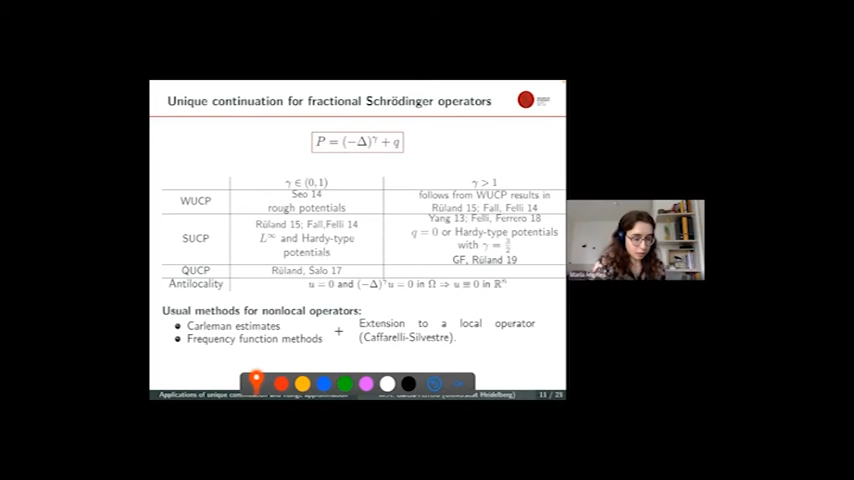 Unique continuation for fractional Schrödinger operators
P = (−Δ)^γ + q
γ ∈ (0,1) γ > 1
WUCP Seo 14 follows from WUCP results in
rough potentials Rüland 15; Fall, Felli 14
SUCP Rüland 15; Fall,Felli 14 Yang 13; Felli, Ferrero 18
L^∞ and Hardy-type q = 0 or Hardy-type potentials
potentials with γ = 3/2
GF, Rüland 19
QUCP Rüland, Salo 17
Antilocality u = 0 and (−Δ)^γ u = 0 in Ω ⇒ u ≡ 0 in ℝ^n
Usual methods for nonlocal operators:
• Carleman estimates + Extension to a local operator
• Frequency function methods (Caffarelli-Silvestre).
Applications of unique 11 / 21